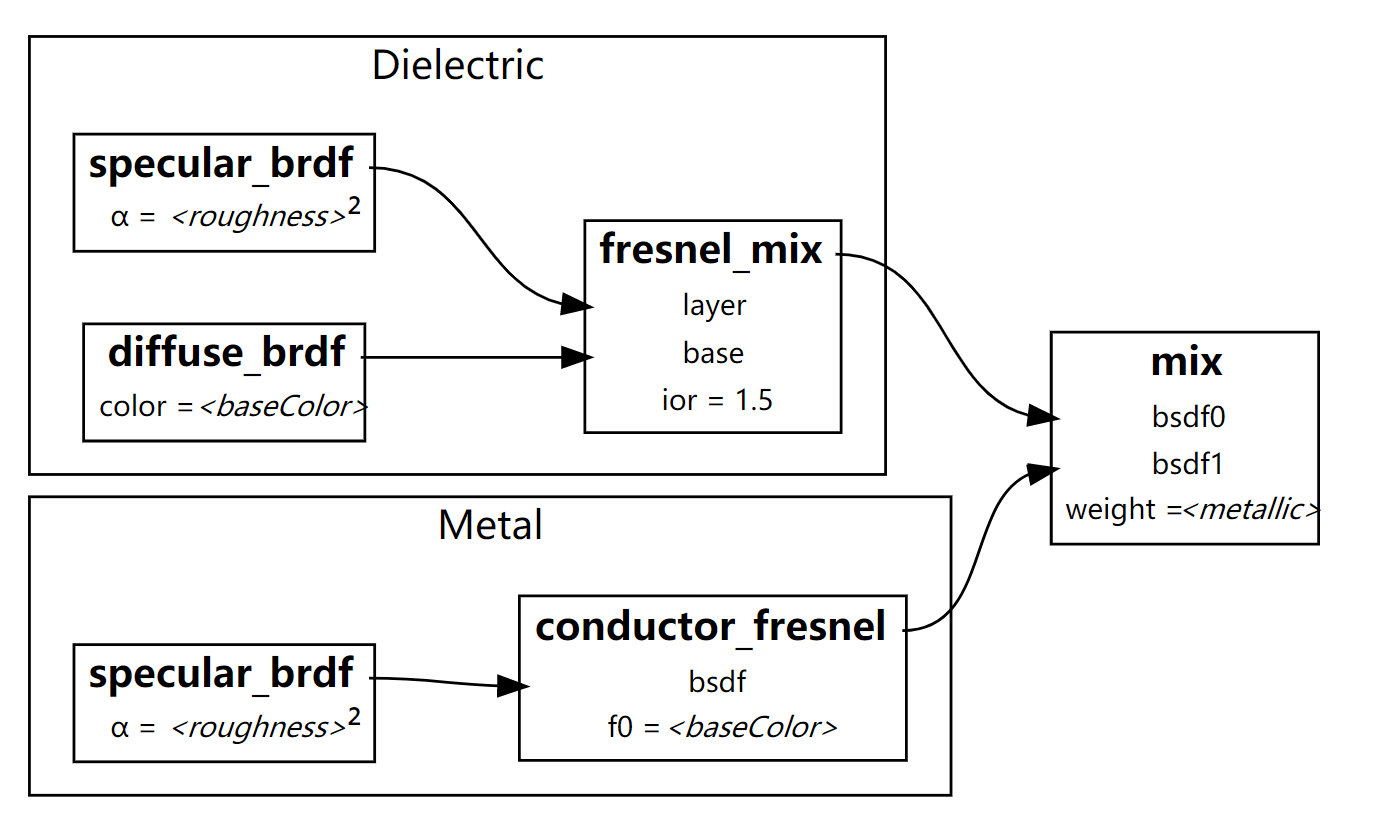 Dielectric
specular_brdf
α = <roughness>²
diffuse_brdf
color =<baseColor>
fresnel_mix
layer
base
ior = 1.5
mix
bsdf0
bsdf1
weight =<metallic>
Metal
specular_brdf
α = <roughness>²
conductor_fresnel
bsdf
f0 = <baseColor>